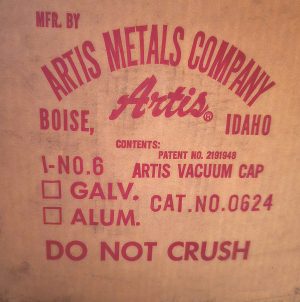 MFR. BY
ARTIS METALS COMPANY
Artis®
BOISE, IDAHO
CONTENTS:
PATENT NO. 2191948
1-NO.6 ARTIS VACUUM CAP
☐ GALV. CAT.NO.0624
☐ ALUM.
DO NOT CRUSH